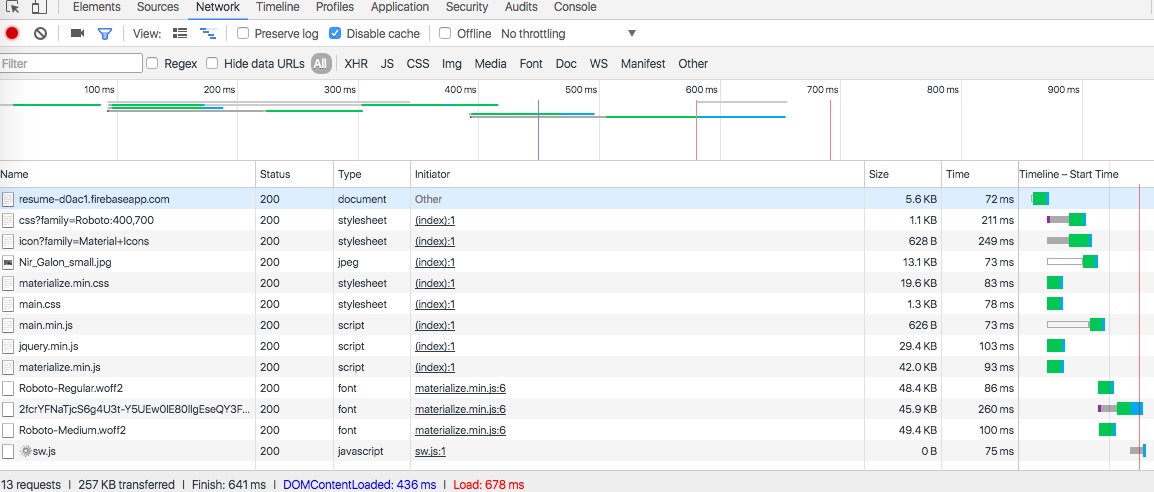 Elements Sources Network Timeline Profiles Application Security Audits Console
View: Preserve log Disable cache Offline No throttling
Filter Regex Hide data URLs All XHR JS CSS Img Media Font Doc WS Manifest Other
100 ms 200 ms 300 ms 400 ms 500 ms 600 ms 700 ms 800 ms 900 ms
Name Status Type Initiator Size Time Timeline – Start Time
resume-d0ac1.firebaseapp.com 200 document Other 5.6 KB 72 ms
css?family=Roboto:400,700 200 stylesheet (index):1 1.1 KB 211 ms
icon?family=Material+Icons 200 stylesheet (index):1 628 B 249 ms
Nir_Galon_small.jpg 200 jpeg (index):1 13.1 KB 73 ms
materialize.min.css 200 stylesheet (index):1 19.6 KB 83 ms
main.css 200 stylesheet (index):1 1.3 KB 78 ms
main.min.js 200 script (index):1 626 B 73 ms
jquery.min.js 200 script (index):1 29.4 KB 103 ms
materialize.min.js 200 script (index):1 42.0 KB 93 ms
Roboto-Regular.woff2 200 font materialize.min.js:6 48.4 KB 86 ms
2fcrYFNaTjcS6g4U3t-Y5UEw0lE80llgEseQY3F... 200 font materialize.min.js:6 45.9 KB 260 ms
Roboto-Medium.woff2 200 font materialize.min.js:6 49.4 KB 100 ms
sw.js 200 javascript sw.js:1 0 B 75 ms
13 requests | 257 KB transferred | Finish: 641 ms | DOMContentLoaded: 436 ms | Load: 678 ms